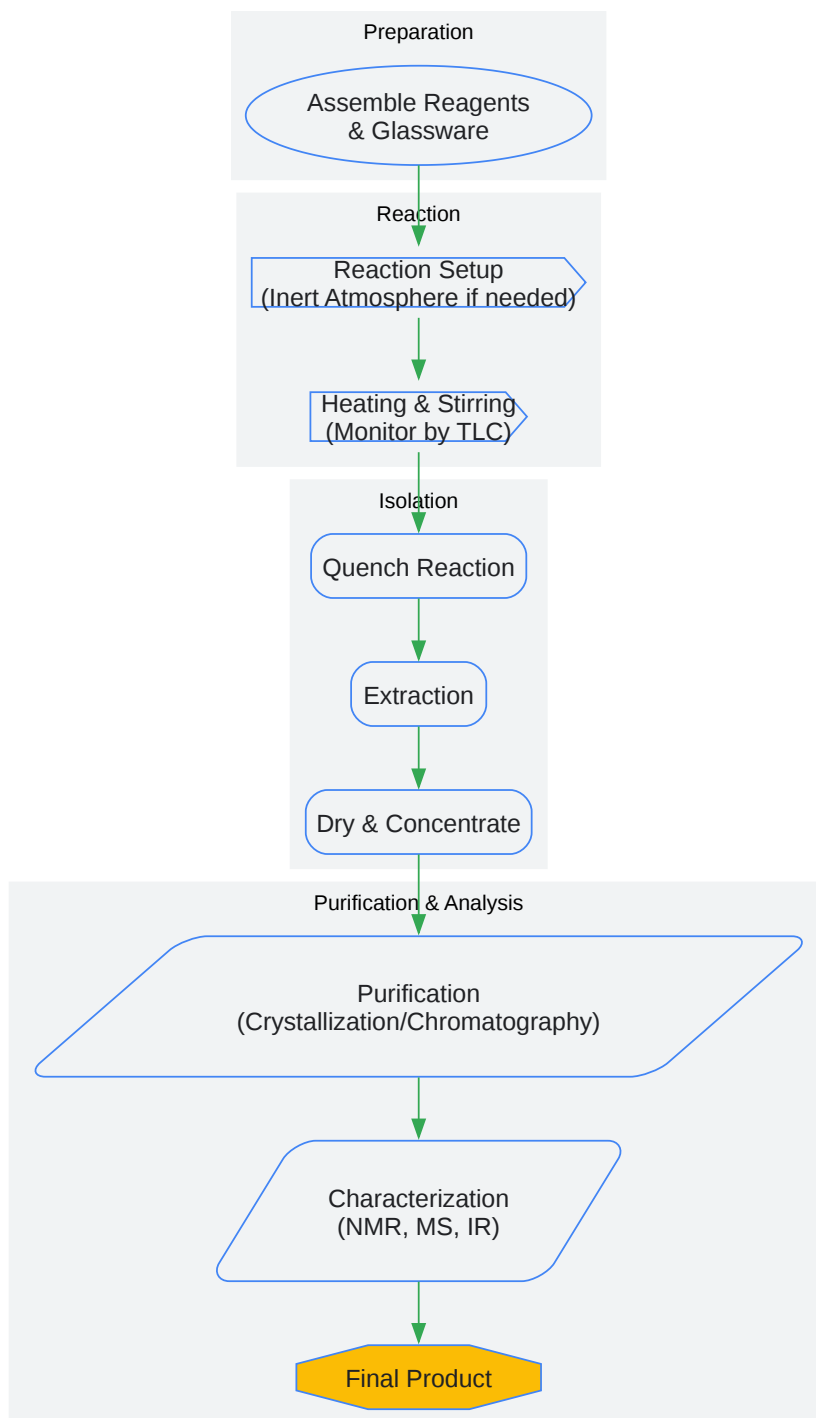 Preparation
Assemble Reagents
& Glassware
Reaction
Reaction Setup
(Inert Atmosphere if needed)
Heating & Stirring
(Monitor by TLC)
Isolation
Quench Reaction
Extraction
Dry & Concentrate
Purification & Analysis
Purification
(Crystallization/Chromatography)
Characterization
(NMR, MS, IR)
Final Product